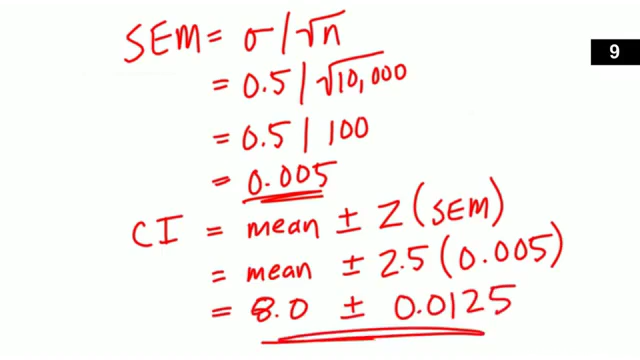 SEM = σ/√n
= 0.5/√10,000
= 0.5/100
= 0.005
CI = mean ± Z (SEM)
= mean ± 2.5 (0.005)
= 8.0 ± 0.0125
9